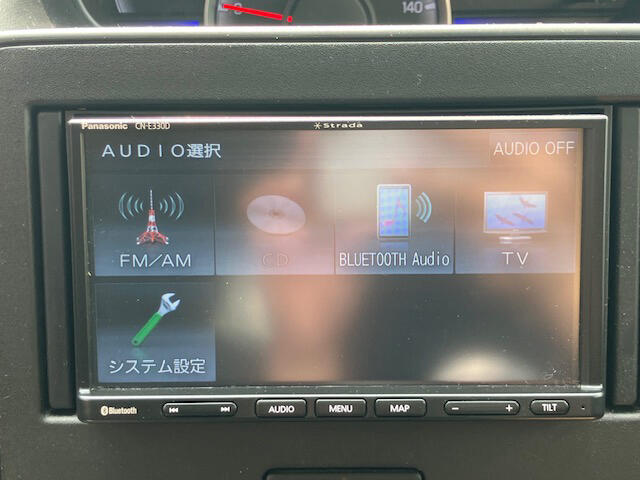 140
Panasonic CN-E330D
Strada
AUDIO選択
AUDIO OFF
FM/AM
CD
BLUETOOTH Audio
TV
システム設定
Bluetooth
AUDIO
MENU
MAP
− +
TILT